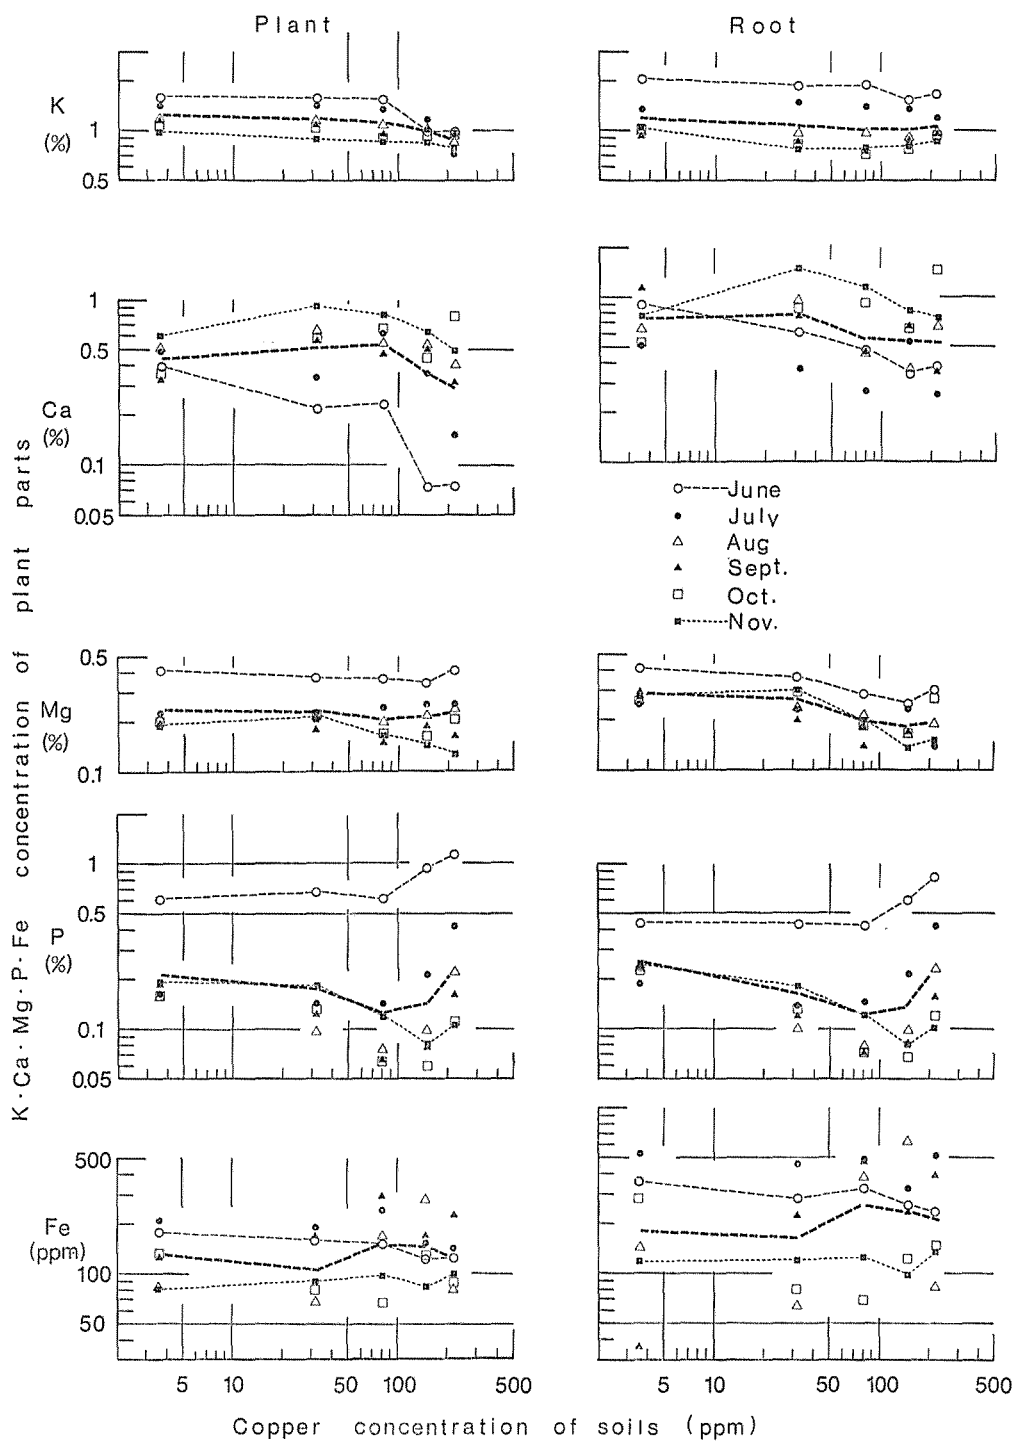 Plant
Root
K
(%)
1
0.5
1
0.5
Ca
(%)
0.1
0.05
June
July
Aug
Sept.
Oct.
Nov.
0.5
Mg
(%)
0.1
1
0.5
P
(%)
0.1
0.05
500
Fe
(ppm)
100
50
5 10 50 100 500
5 10 50 100 500
Copper concentration of soils (ppm)
K·Ca·Mg·P·Fe concentration of plant parts